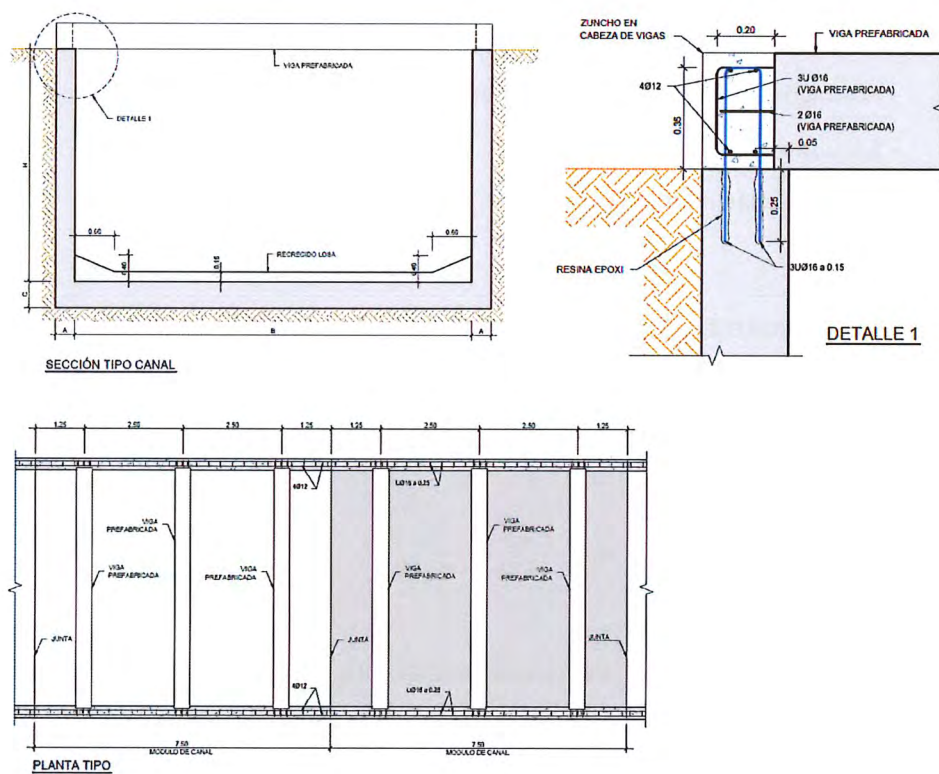 VIGA PREFABRICADA
DETALLE 1
H
0.60
0.60
RECRECIDO LOSA
0.40
0.15
0.40
C
A
B
A
SECCIÓN TIPO CANAL
ZUNCHO EN
CABEZA DE VIGAS
0.20
VIGA PREFABRICADA
4Ø12
3U Ø16
(VIGA PREFABRICADA)
0.35
2 Ø16
(VIGA PREFABRICADA)
0.05
0.25
RESINA EPOXI
3UØ16 a 0.15
DETALLE 1
1.25
2.50
2.50
1.25
1.25
2.50
2.50
1.25
4Ø12
UØ16 a 0.25
VIGA
PREFABRICADA
VIGA
PREFABRICADA
VIGA
PREFABRICADA
VIGA
PREFABRICADA
VIGA
PREFABRICADA
VIGA
PREFABRICADA
JUNTA
JUNTA
JUNTA
4Ø12
UØ16 a 0.25
7.50
MODULO DE CANAL
7.50
MODULO DE CANAL
PLANTA TIPO